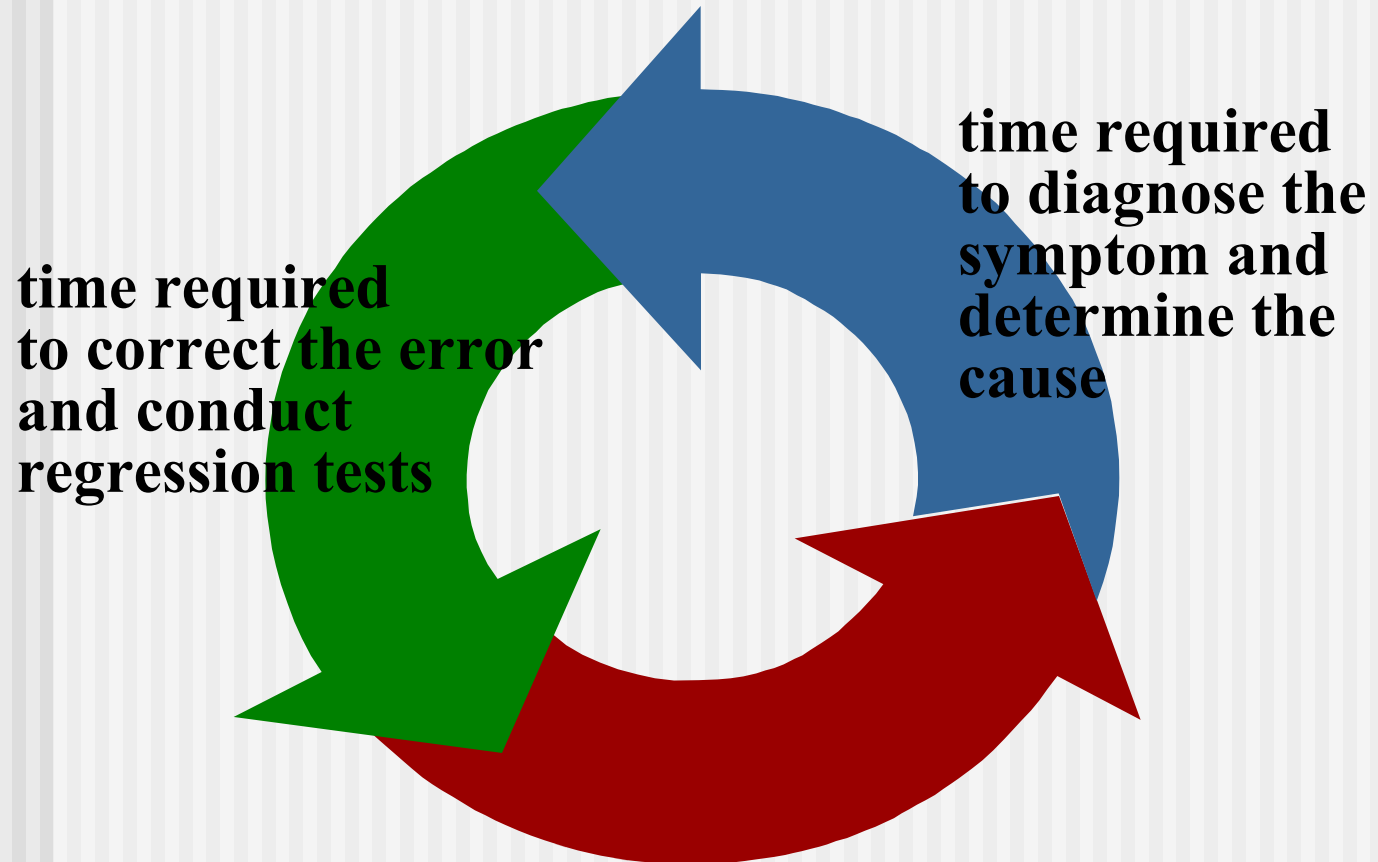 time required
to correct the error
and conduct
regression tests
time required
to diagnose the
symptom and
determine the
cause